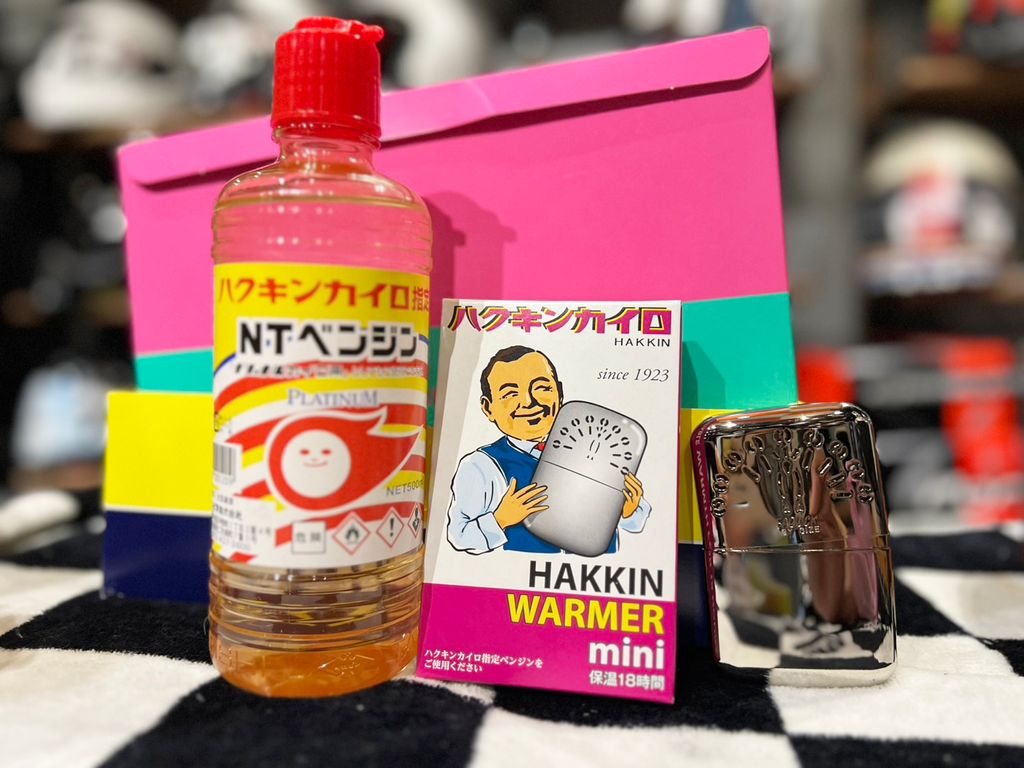 ハクキンカイロ指定
N·Tベンジン
PLATINUM
NET500
危険
ハクキンカイロ
HAKKIN
since 1923
HAKKIN
WARMER
mini
ハクキンカイロ指定ベンジンを
ご使用ください
保温18時間